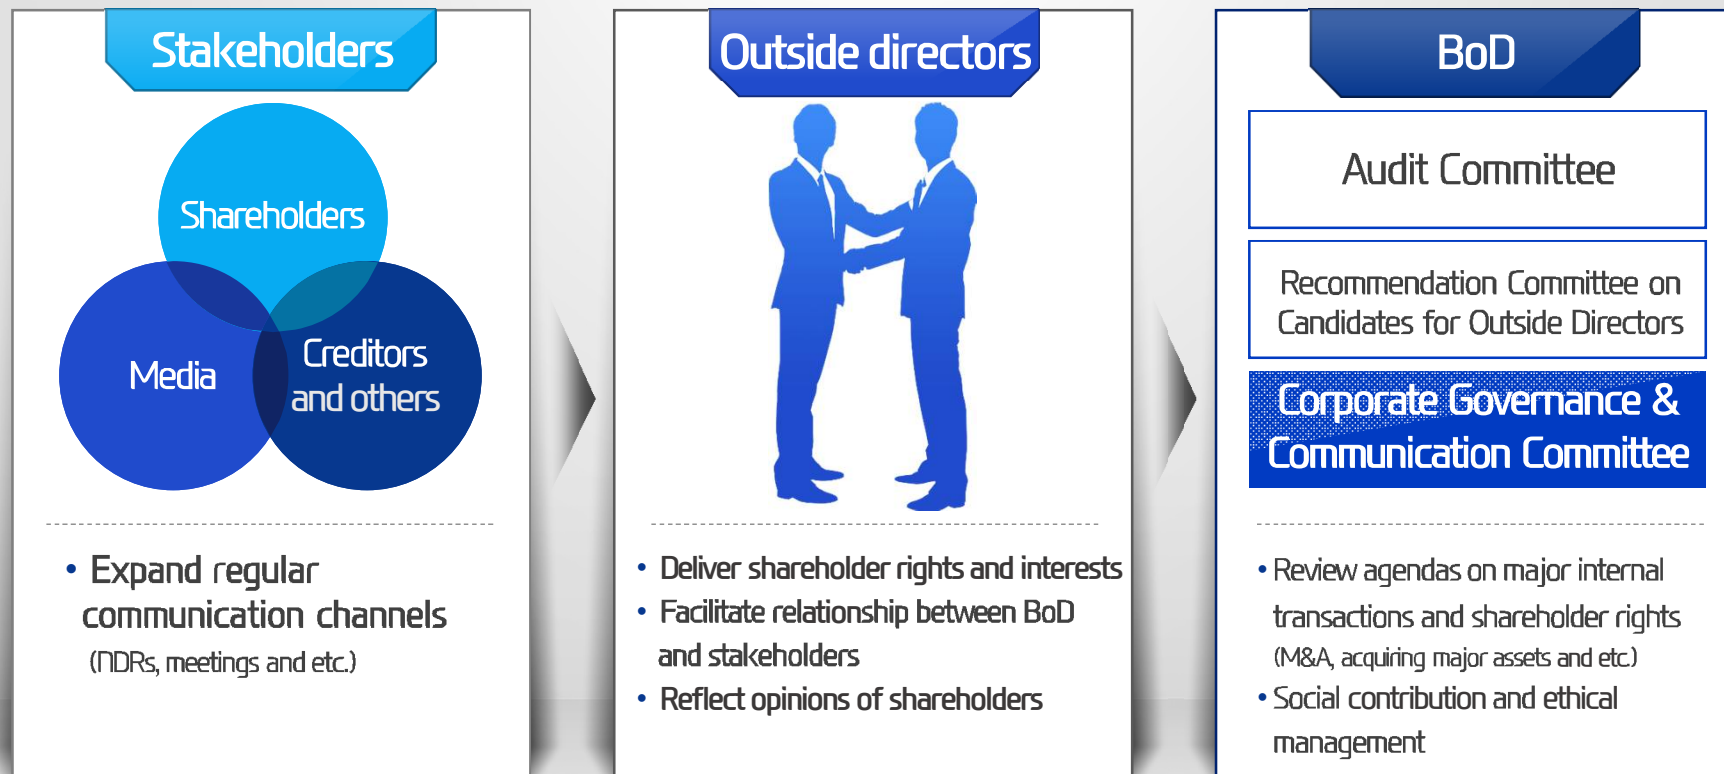 Stakeholders
Shareholders
Media
Creditors
and others
• Expand regular
communication channels
(NDRs, meetings and etc.)
Outside directors
• Deliver shareholder rights and interests
• Facilitate relationship between BoD
and stakeholders
• Reflect opinions of shareholders
BoD
Audit Committee
Recommendation Committee on
Candidates for Outside Directors
Corporate Governance &
Communication Committee
• Review agendas on major internal
transactions and shareholder rights
(M&A, acquiring major assets and etc.)
• Social contribution and ethical
management